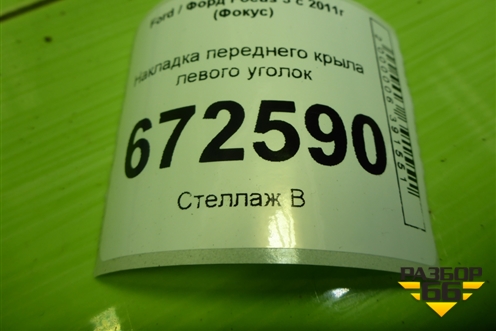 Ford / Форд Focus 3 с 2011г
(Фокус)
Накладка переднего крыла
левого уголок
672590
Стеллаж В
РАЗБОР
66